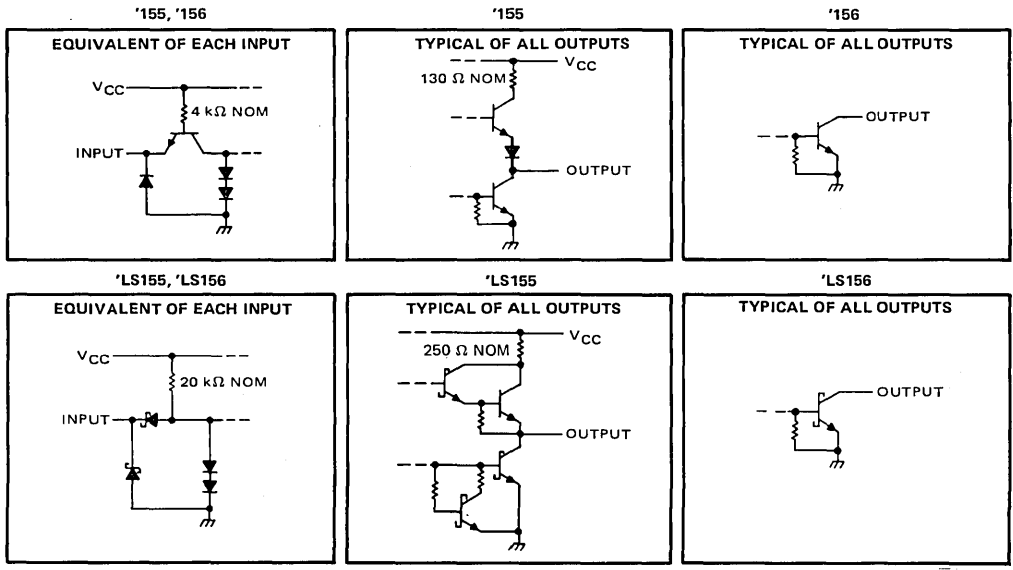 '155, '156
EQUIVALENT OF EACH INPUT
VCC
4 kΩ NOM
INPUT
'155
TYPICAL OF ALL OUTPUTS
VCC
130 Ω NOM
OUTPUT
'156
TYPICAL OF ALL OUTPUTS
OUTPUT
'LS155, 'LS156
EQUIVALENT OF EACH INPUT
VCC
20 kΩ NOM
INPUT
'LS155
TYPICAL OF ALL OUTPUTS
VCC
250 Ω NOM
OUTPUT
'LS156
TYPICAL OF ALL OUTPUTS
OUTPUT